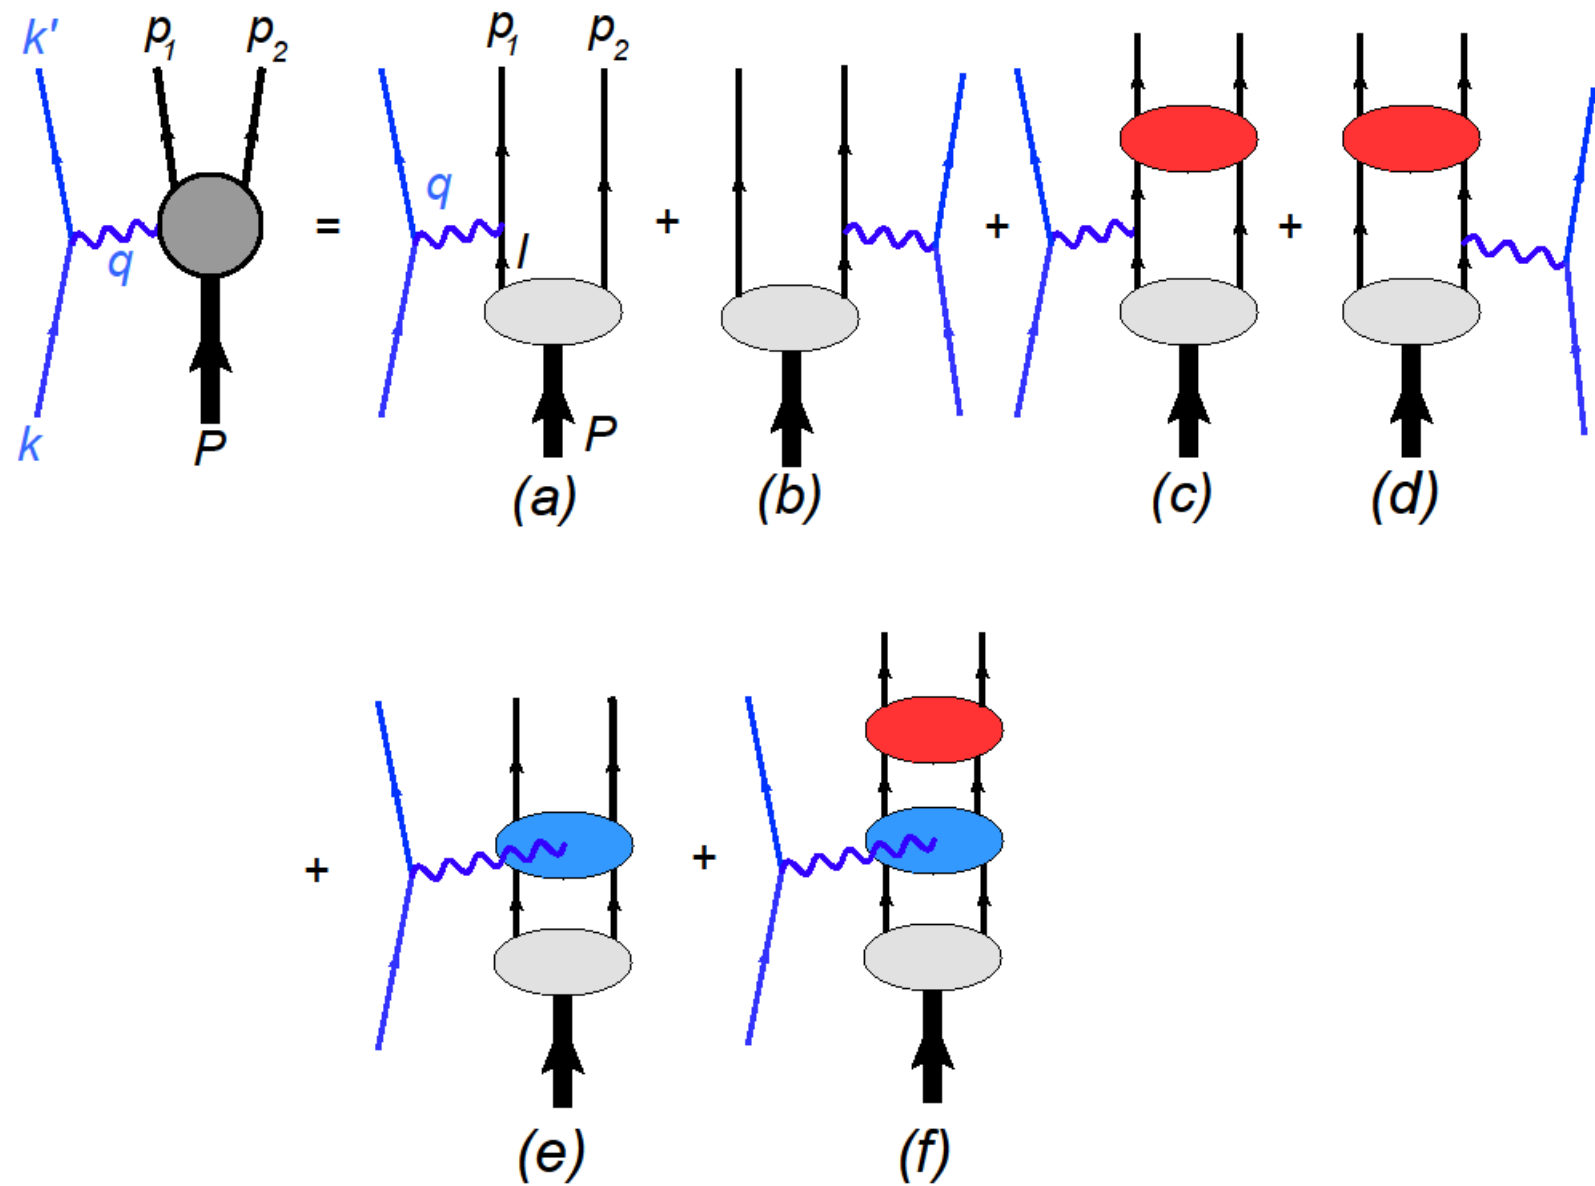 k' p₁ p₂ p₁ p₂
q = q + + +
l
k P P
(a) (b) (c) (d)
+ +
(e) (f)